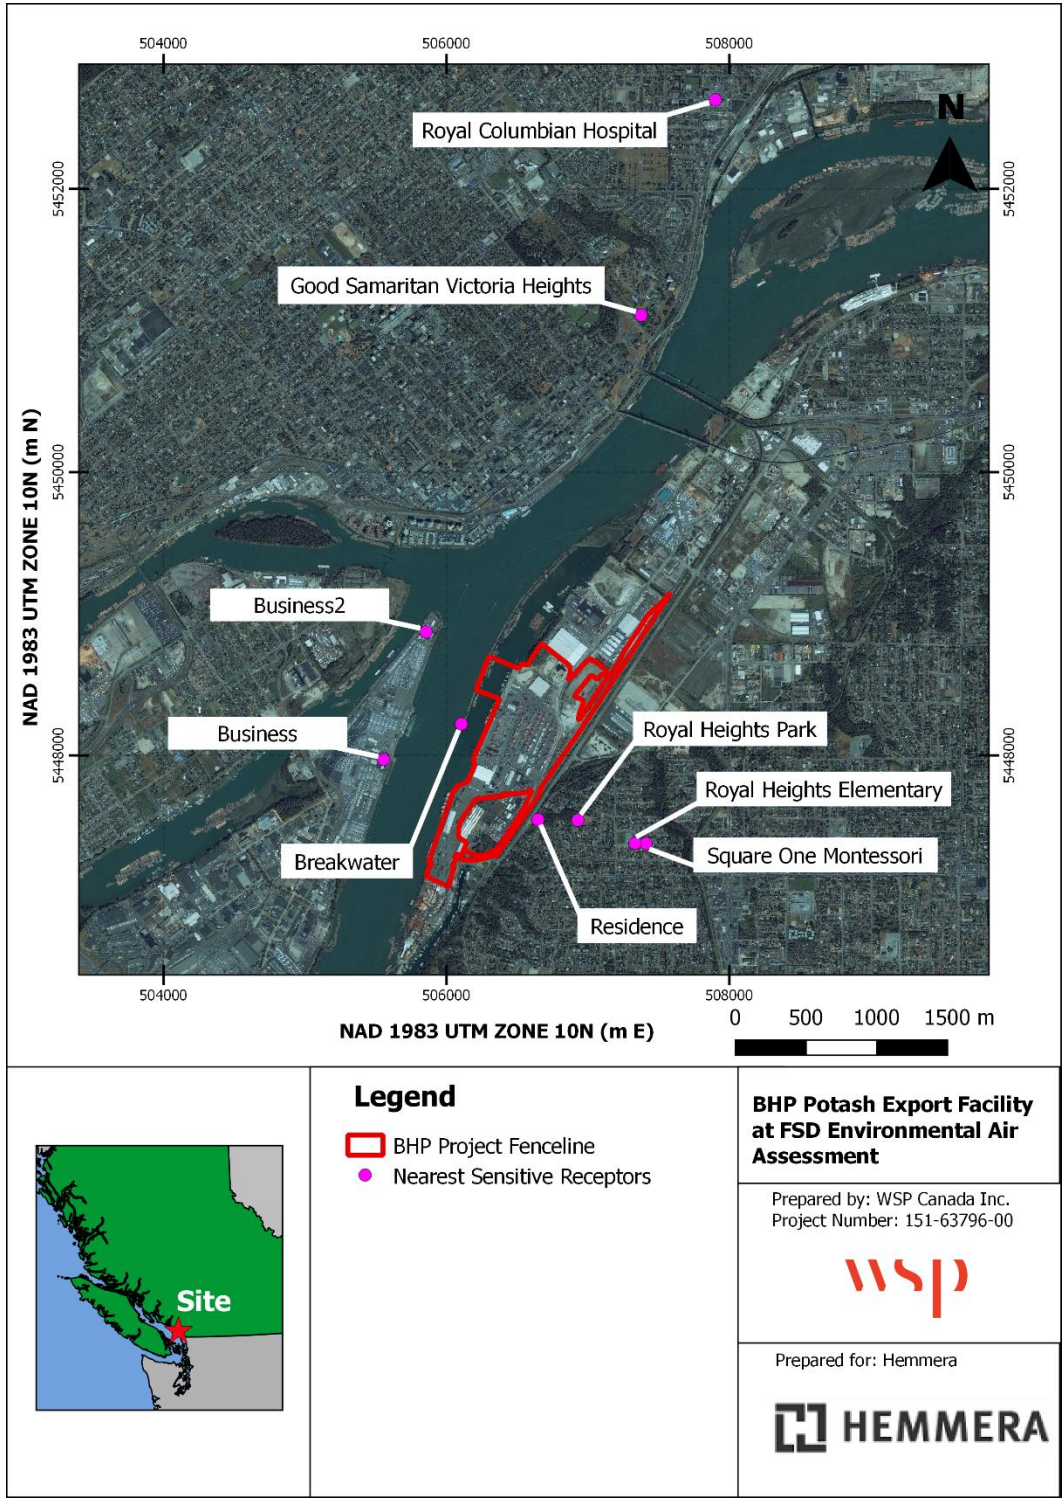 504000
506000
508000
N
Royal Columbian Hospital
5452000
5452000
Good Samaritan Victoria Heights
NAD 1983 UTM ZONE 10N (m N)
5450000
5450000
Business2
Business
Royal Heights Park
5448000
5448000
Royal Heights Elementary
Breakwater
Square One Montessori
Residence
504000
506000
508000
NAD 1983 UTM ZONE 10N (m E)
0 500 1000 1500 m
Legend
BHP Project Fenceline
Nearest Sensitive Receptors
Site
BHP Potash Export Facility
at FSD Environmental Air
Assessment
Prepared by: WSP Canada Inc.
Project Number: 151-63796-00
wsp
Prepared for: Hemmera
HEMMERA